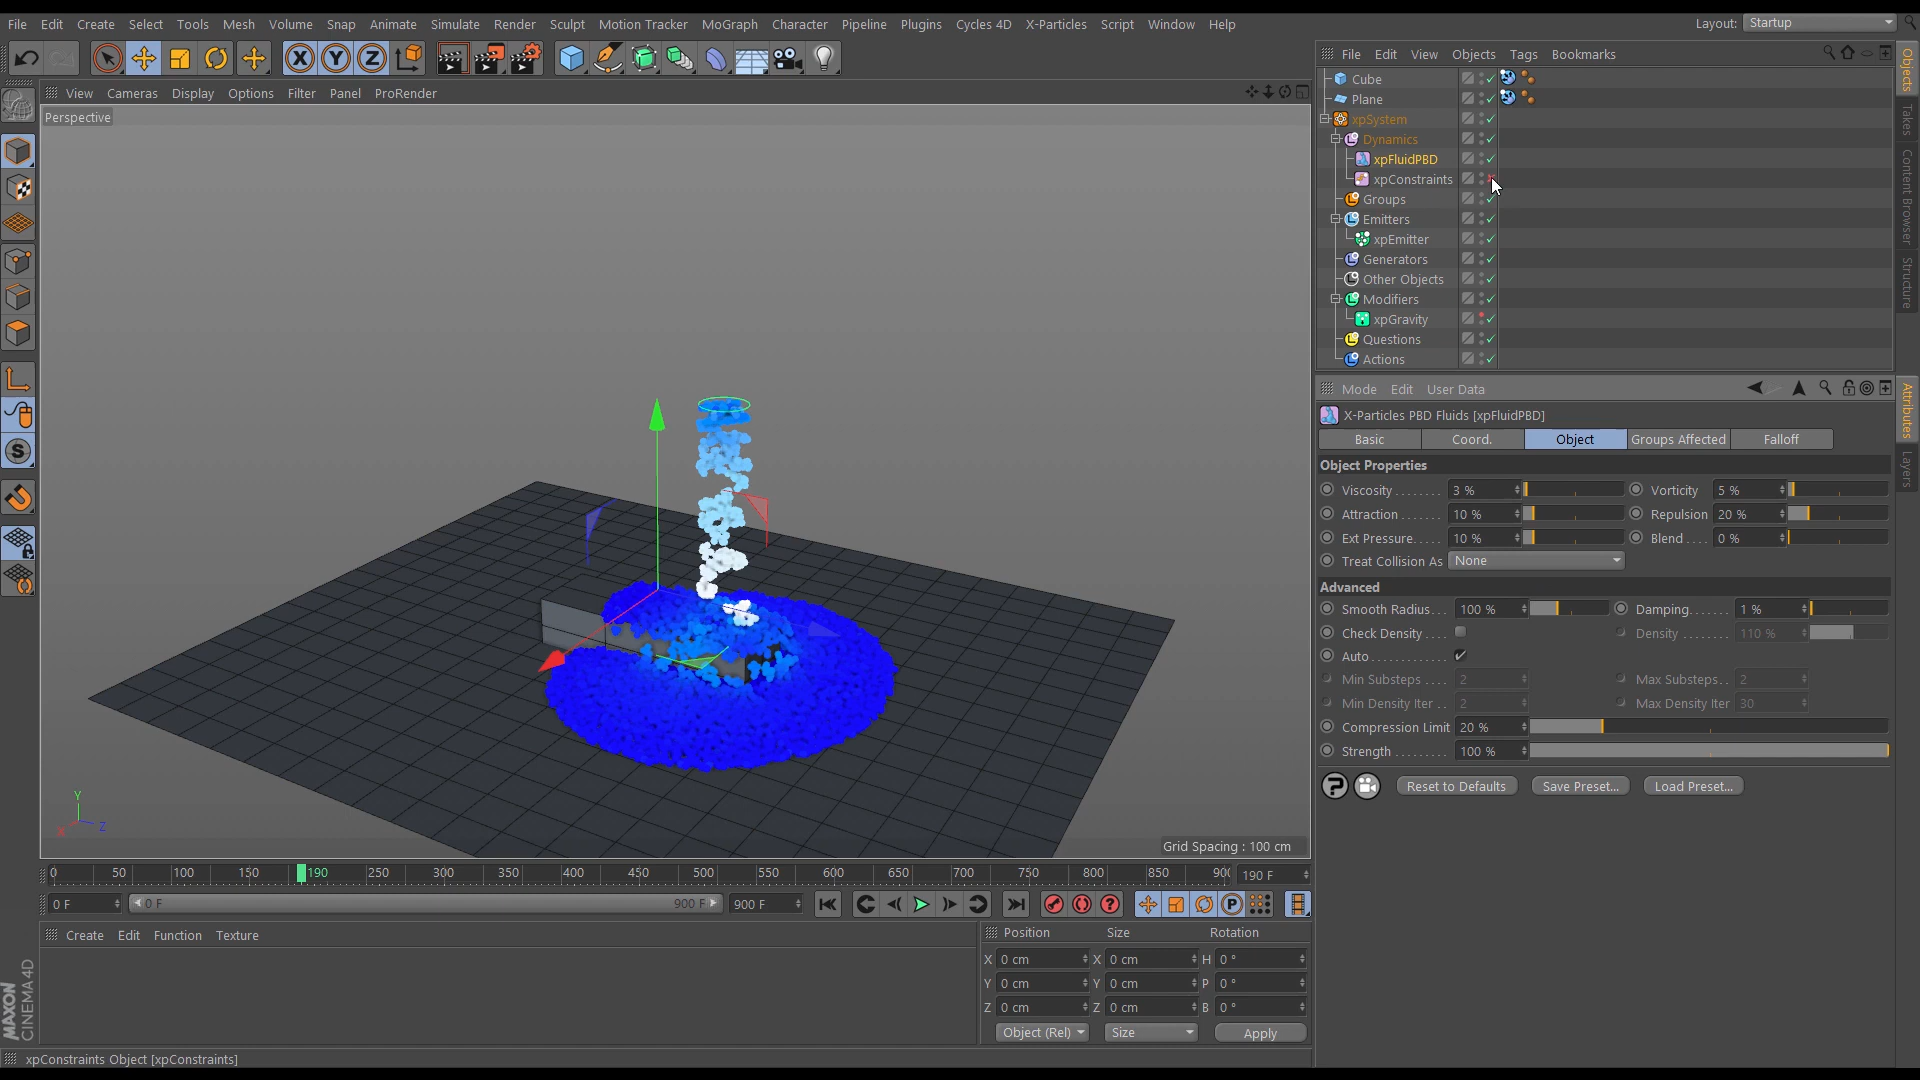 File Edit Create Select Tools Mesh Volume Snap Animate Simulate Render Sculpt Motion Tracker MoGraph Character Pipeline Plugins Cycles 4D X-Particles Script Window Help
Layout: Startup
X Y Z
File Edit View Objects Tags Bookmarks
View Cameras Display Options Filter Panel ProRender
Perspective
Cube
Plane
xpSystem
Dynamics
xpFluidPBD
xpConstraints
Groups
Emitters
xpEmitter
Generators
Other Objects
Modifiers
xpGravity
Questions
Actions
Objects
Takes
Content Browser
Structure
Mode Edit User Data
X-Particles PBD Fluids [xpFluidPBD]
Basic Coord. Object Groups Affected Falloff
Object Properties
Viscosity........ 3 % Vorticity 5 %
Attraction ...... 10 % Repulsion 20 %
Ext Pressure.... 10 % Blend.... 0 %
Treat Collision As None
Advanced
Smooth Radius... 100 % Damping....... 1 %
Check Density.... Density ........ 110 %
Auto............
Min Substeps .... 2 Max Substeps.. 2
Min Density Iter .. 2 Max Density Iter 30
Compression Limit 20 %
Strength......... 100 %
Reset to Defaults Save Preset... Load Preset...
Attributes
Layers
Y
X Z
Grid Spacing : 100 cm
0 50 100 150 190 250 300 350 400 450 500 550 600 650 700 750 800 850 900 190 F
0 F 0 F 900 F 900 F
Create Edit Function Texture
Position Size Rotation
X 0 cm X 0 cm H 0 °
Y 0 cm Y 0 cm P 0 °
Z 0 cm Z 0 cm B 0 °
Object (Rel) Size Apply
MAXON
CINEMA 4D
xpConstraints Object [xpConstraints]